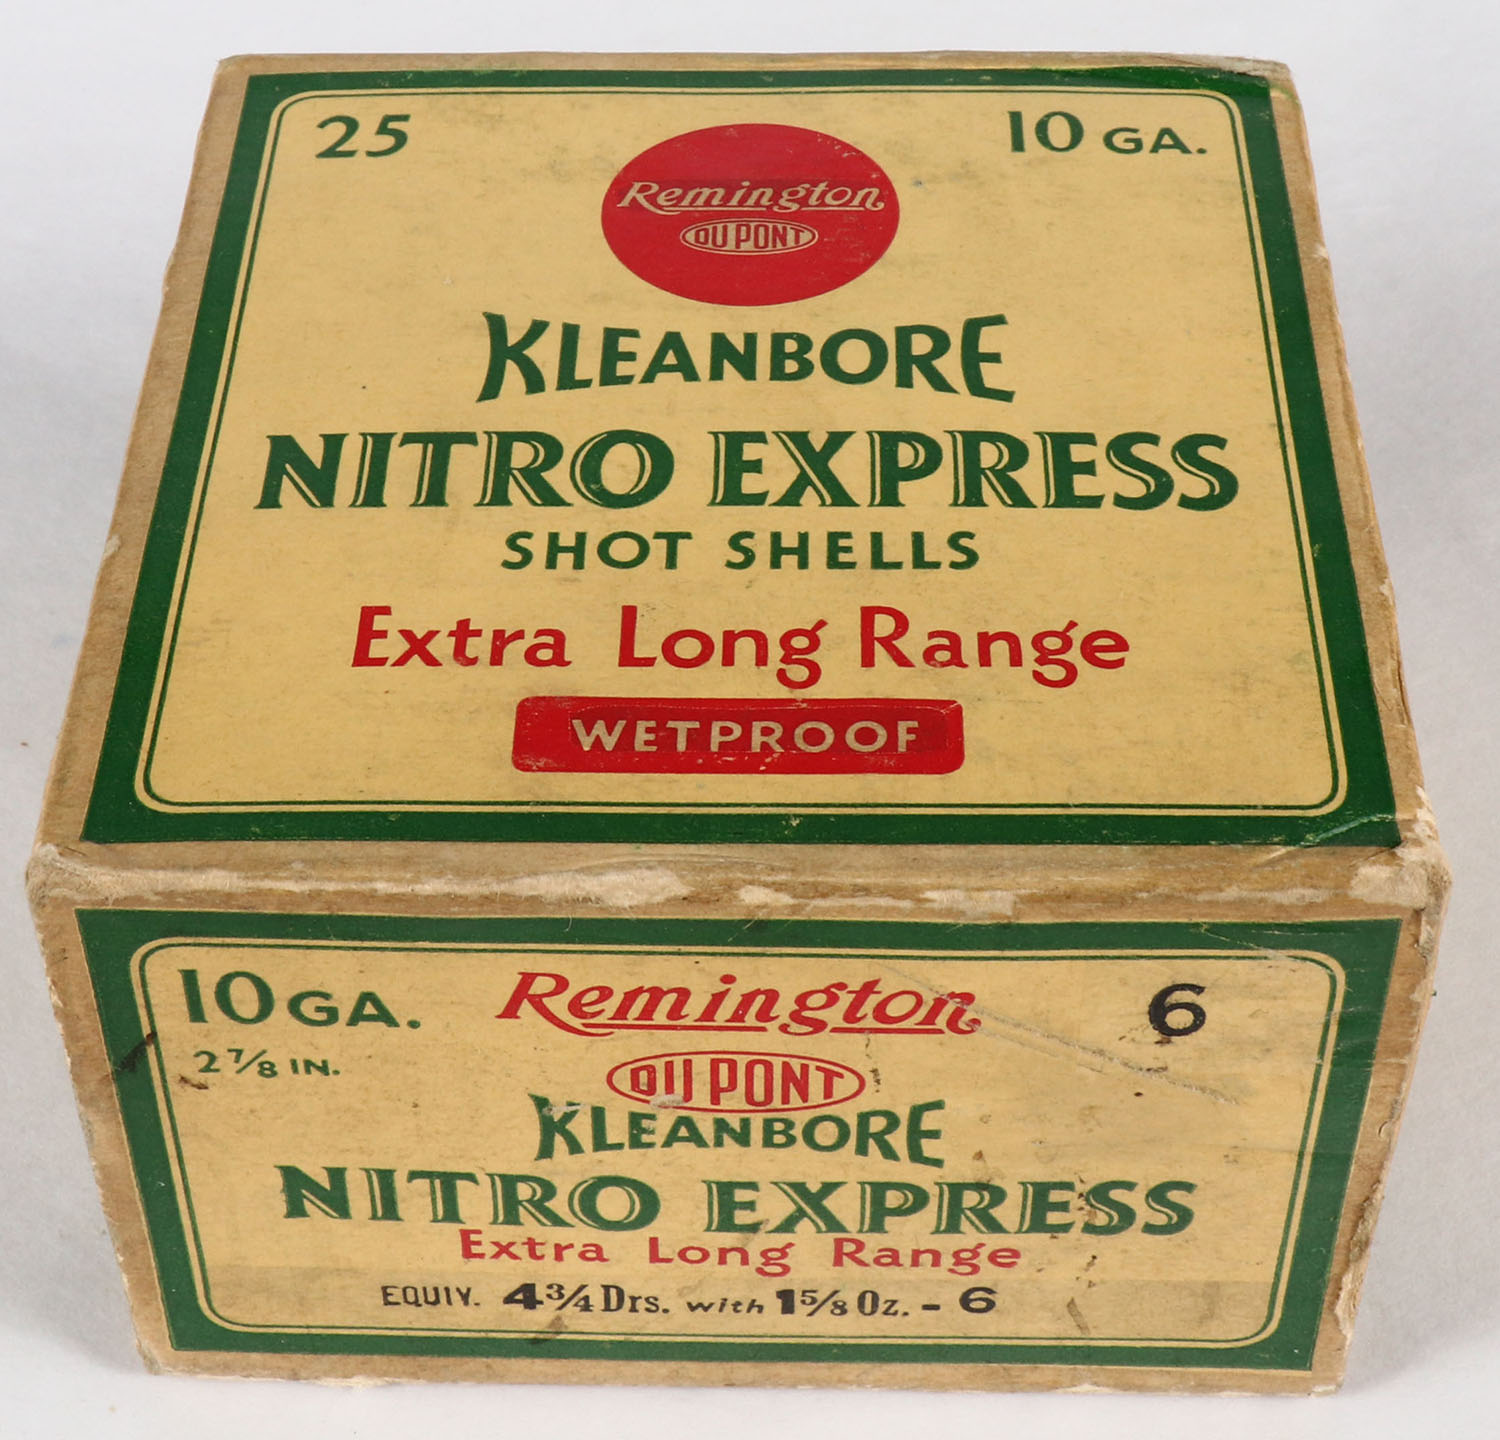 25
10 GA.
Remington
DU PONT
KLEANBORE
NITRO EXPRESS
SHOT SHELLS
Extra Long Range
WETPROOF
10 GA.
Remington
6
2 7/8 IN.
DU PONT
KLEANBORE
NITRO EXPRESS
Extra Long Range
EQUIV. 4 3/4 Drs. with 1 5/8 Oz. - 6